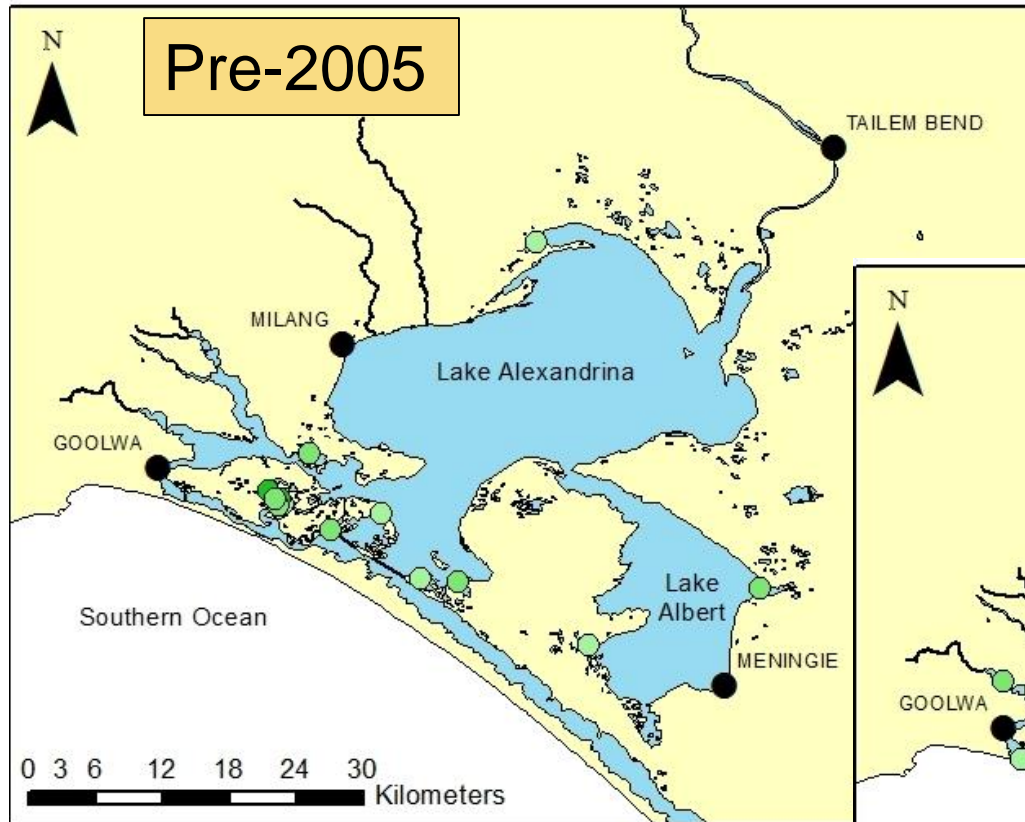 N
Pre-2005
TAILEM BEND
N
MILANG
Lake Alexandrina
GOOLWA
Lake
Albert
Southern Ocean
MENINGIE
GOOLWA
0 3 6 12 18 24 30
Kilometers